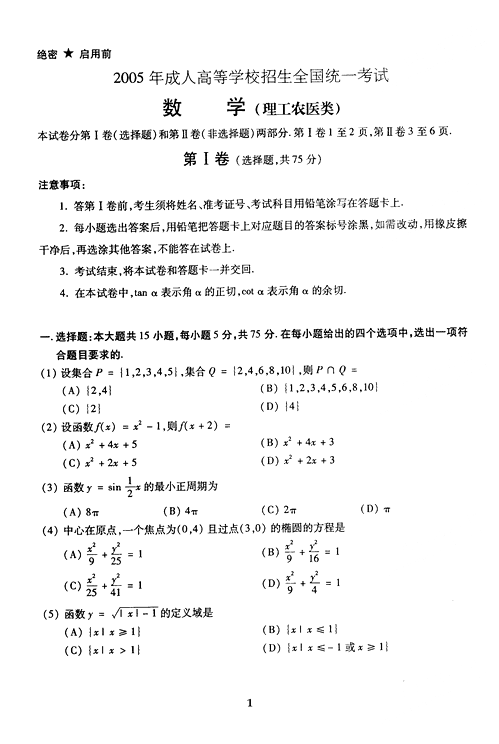 绝密 ★ 启用前
2005 年成人高等学校招生全国统一考试
数 学 (理工农医类)
本试卷分第Ⅰ卷(选择题)和第Ⅱ卷(非选择题)两部分.第Ⅰ卷1至2页,第Ⅱ卷3至6页.
第Ⅰ卷 (选择题,共75分)
注意事项:
1. 答第Ⅰ卷前,考生须将姓名、准考证号、考试科目用铅笔涂写在答题卡上.
2. 每小题选出答案后,用铅笔把答题卡上对应题目的答案标号涂黑,如需改动,用橡皮擦
干净后,再选涂其他答案,不能答在试卷上.
3. 考试结束,将本试卷和答题卡一并交回.
4. 在本试卷中,tan α 表示角 α 的正切,cot α 表示角 α 的余切.
一. 选择题:本大题共 15 小题,每小题 5 分,共 75 分. 在每小题给出的四个选项中,选出一项符
合题目要求的.
(1) 设集合 P = {1,2,3,4,5},集合 Q = {2,4,6,8,10},则 P ∩ Q =
(A) {2,4} (B) {1,2,3,4,5,6,8,10}
(C) {2} (D) {4}
(2) 设函数 f(x) = x² - 1,则 f(x + 2) =
(A) x² + 4x + 5 (B) x² + 4x + 3
(C) x² + 2x + 5 (D) x² + 2x + 3
(3) 函数 y = sin 1/2 x 的最小正周期为
(A) 8π (B) 4π (C) 2π (D) π
(4) 中心在原点,一个焦点为(0,4) 且过点(3,0) 的椭圆的方程是
(A) x²/9 + y²/25 = 1 (B) x²/9 + y²/16 = 1
(C) x²/25 + y²/41 = 1 (D) x²/9 + y²/4 = 1
(5) 函数 y = √(|x| - 1) 的定义域是
(A) {x | x ≥ 1} (B) {x | x ≤ 1}
(C) {x | x > 1} (D) {x | x ≤ -1 或 x ≥ 1}
1